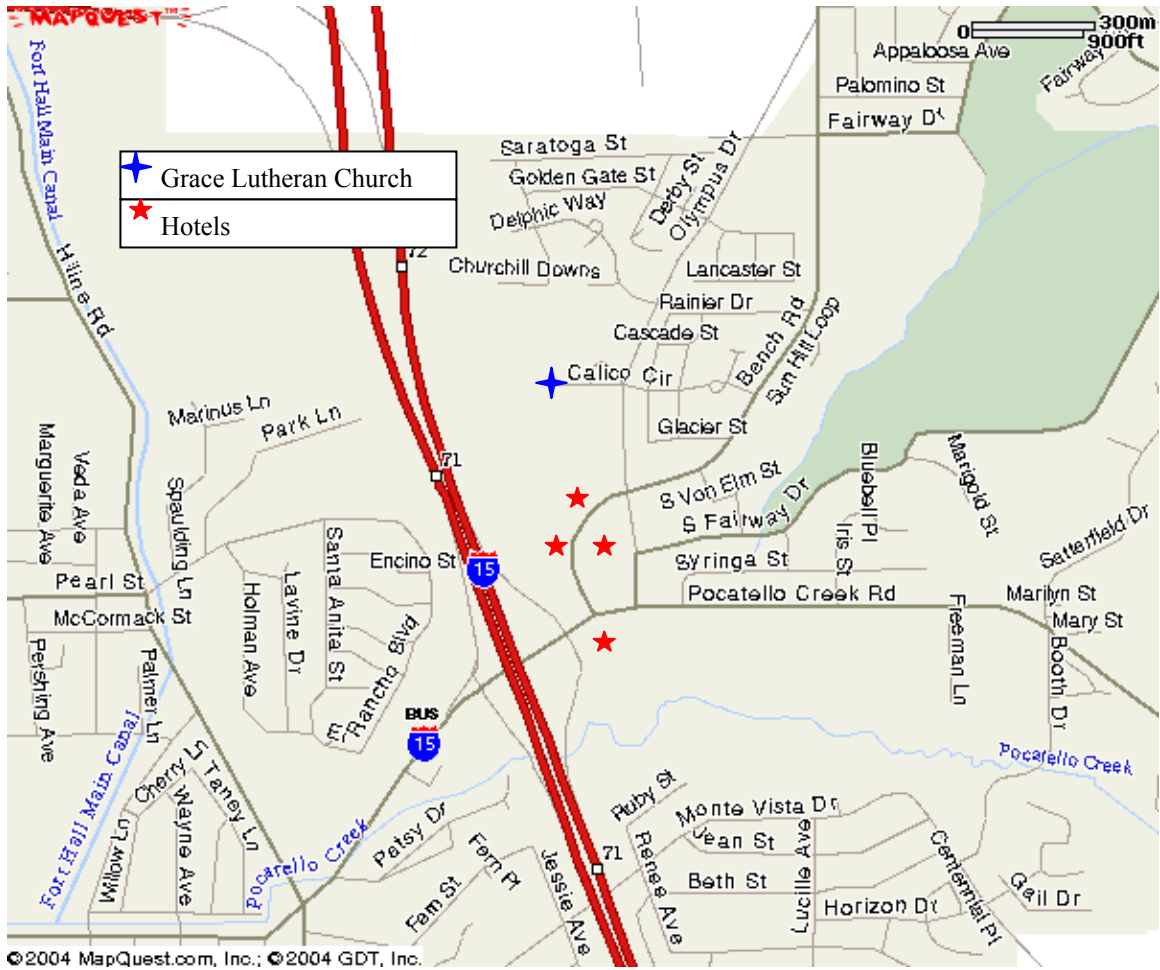 MAPQUEST
TM
0 300m
900ft
Appaloosa Ave
Fairway
Palomino St
Fairway Dr
Fort Hall Main Canal
Saratoga St
Golden Gate St
Derby St
Olympus Dr
Delphic Way
Grace Lutheran Church
Hotels
72
Churchill Downs
Lancaster St
Hiline Rd
Rainier Dr
Cascade St
Bench Rd
Sun Hill Loop
Calico Cir
Marinus Ln
Park Ln
Glacier St
Marguerite Ave
Veda Ave
71
Bluebell Pl
Marigold St
S Von Elm St
S Fairway Dr
Spaulding Ln
Satterfield Dr
Iris St
Santa Anita St
Encino St
15
Syringa St
Pearl St
Lavine Dr
Holman Ave
Pocatello Creek Rd
Marilyn St
McCormack St
Freeman Ln
Mary St
Pershing Ave
Palmer Ln
E Rancho Blvd
Booth Dr
BUS
15
Pocatello Creek
Cherry Ln
Taney Ln
Fort Hall Main Canal
Willow Ln
Wayne Ave
Ruby St
Monte Vista Dr
Patsy Dr
Jean St
Pocatello Creek
Fern Pl
Renee Ave
Lucille Ave
Centennial Pl
71
Jessie Ave
Beth St
Gail Dr
Fern St
Horizon Dr
©2004 MapQuest.com, Inc.; ©2004 GDT, Inc.